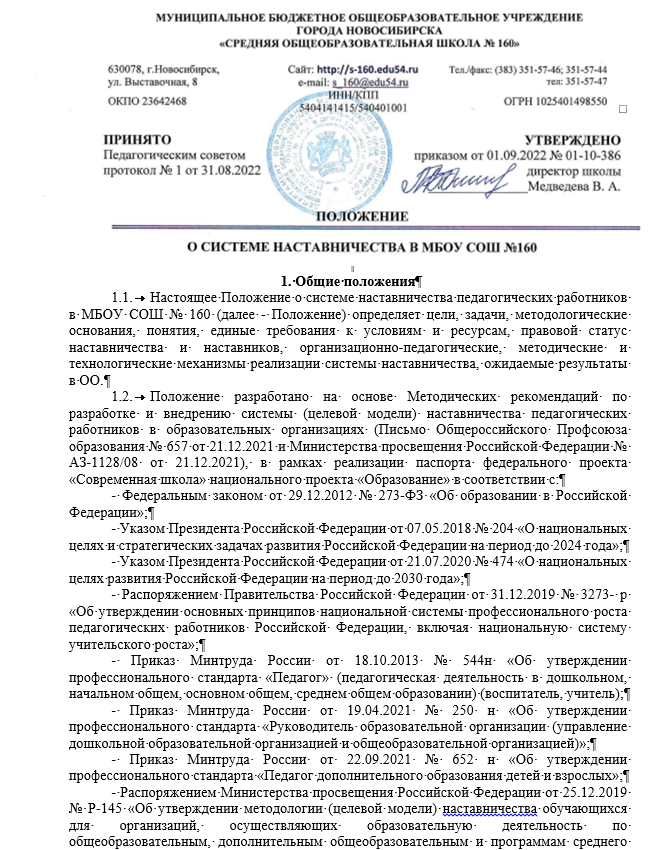 МУНИЦИПАЛЬНОЕ БЮДЖЕТНОЕ ОБЩЕОБРАЗОВАТЕЛЬНОЕ УЧРЕЖДЕНИЕ
ГОРОДА НОВОСИБИРСКА
«СРЕДНЯЯ ОБЩЕОБРАЗОВАТЕЛЬНАЯ ШКОЛА № 160»
630078, г.Новосибирск, Сайт: http://s-160.edu54.ru Тел./факс: (383) 351-57-46; 351-57-44
ул. Выставочная, 8 e-mail: s_160@edu54.ru тел: 351-57-47
ОКПО 23642468 ИНН/КПП ОГРН 1025401498550
5404141415/540401001
ПРИНЯТО УТВЕРЖДЕНО
Педагогическим советом приказом от 01.09.2022 № 01-10-386
протокол № 1 от 31.08.2022 директор школы
Медведева В. А.
ПОЛОЖЕНИЕ
О СИСТЕМЕ НАСТАВНИЧЕСТВА В МБОУ СОШ №160
1. Общие положения¶
1.1. → Настоящее Положение о системе наставничества педагогических работников
в МБОУ СОШ № 160 (далее - Положение) определяет цели, задачи, методологические
основания, понятия, единые требования к условиям и ресурсам, правовой статус
наставничества и наставников, организационно-педагогические, методические и
технологические механизмы реализации системы наставничества, ожидаемые результаты
в ОО.¶
1.2. → Положение разработано на основе Методических рекомендаций по
разработке и внедрению системы (целевой модели) наставничества педагогических
работников в образовательных организациях (Письмо Общероссийского Профсоюза
образования № 657 от 21.12.2021 и Министерства просвещения Российской Федерации №
АЗ-1128/08 от 21.12.2021), в рамках реализации паспорта федерального проекта
«Современная школа» национального проекта «Образование» в соответствии с:¶
- Федеральным законом от 29.12.2012 № 273-ФЗ «Об образовании в Российской
Федерации»;¶
- Указом Президента Российской Федерации от 07.05.2018 № 204 «О национальных
целях и стратегических задачах развития Российской Федерации на период до 2024 года»;¶
- Указом Президента Российской Федерации от 21.07.2020 № 474 «О национальных
целях развития Российской Федерации на период до 2030 года»;¶
- Распоряжением Правительства Российской Федерации от 31.12.2019 № 3273- р
«Об утверждении основных принципов национальной системы профессионального роста
педагогических работников Российской Федерации, включая национальную систему
учительского роста»;¶
- Приказ Минтруда России от 18.10.2013 № 544н «Об утверждении
профессионального стандарта «Педагог» (педагогическая деятельность в дошкольном,
начальном общем, основном общем, среднем общем образовании) (воспитатель, учитель);¶
- Приказ Минтруда России от 19.04.2021 № 250 н «Об утверждении
профессионального стандарта «Руководитель образовательной организации (управление
дошкольной образовательной организацией и общеобразовательной организацией)»;¶
- Приказ Минтруда России от 22.09.2021 № 652 н «Об утверждении
профессионального стандарта «Педагог дополнительного образования детей и взрослых»;¶
- Распоряжением Министерства просвещения Российской Федерации от 25.12.2019
№ Р-145 «Об утверждении методологии (целевой модели) наставничества обучающихся
для организаций, осуществляющих образовательную деятельность по
общеобразовательным, дополнительным общеобразовательным и программам среднего